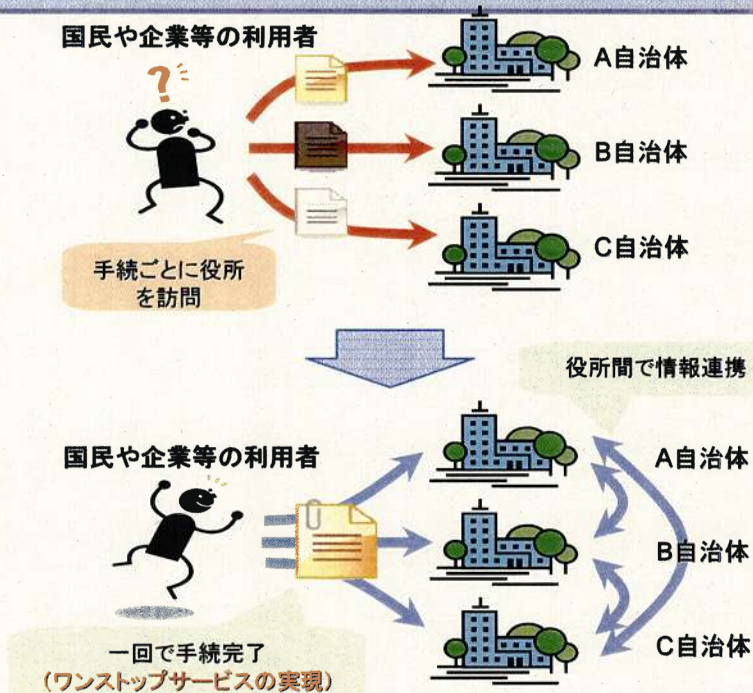 国民や企業等の利用者
A自治体
B自治体
C自治体
手続ごとに役所
を訪問
役所間で情報連携
国民や企業等の利用者
A自治体
B自治体
C自治体
一回で手続完了
(ワンストップサービスの実現)